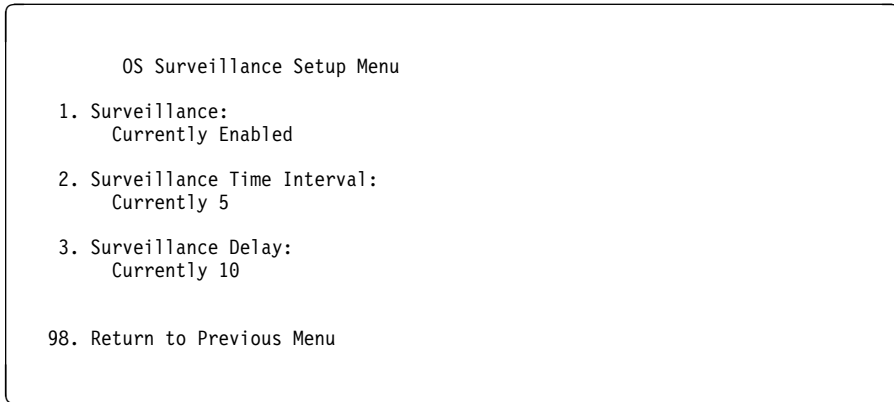 OS Surveillance Setup Menu
1. Surveillance:
Currently Enabled
2. Surveillance Time Interval:
Currently 5
3. Surveillance Delay:
Currently 10
98. Return to Previous Menu